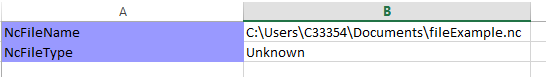 A B
NcFileName C:\Users\C33354\Documents\fileExample.nc
NcFileType Unknown